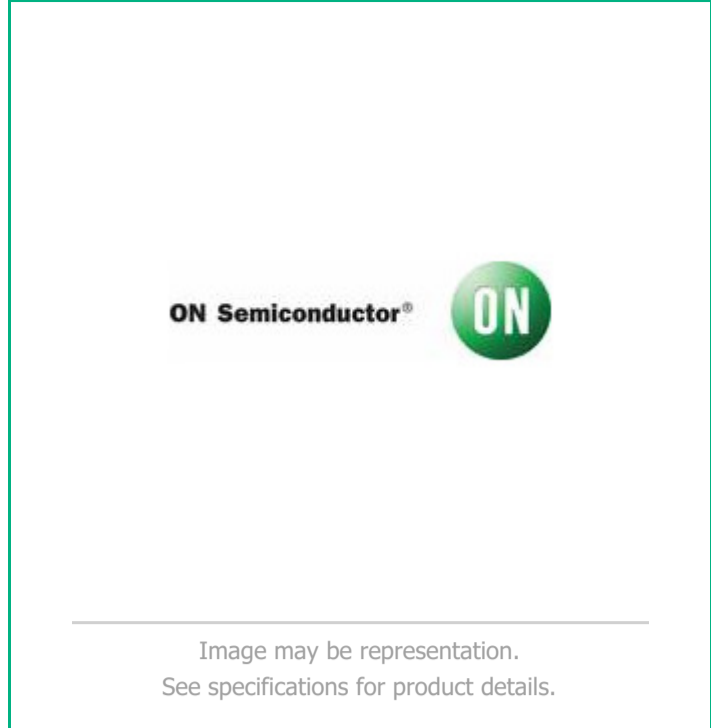 ON Semiconductor® ON
Image may be representation.
See specifications for product details.